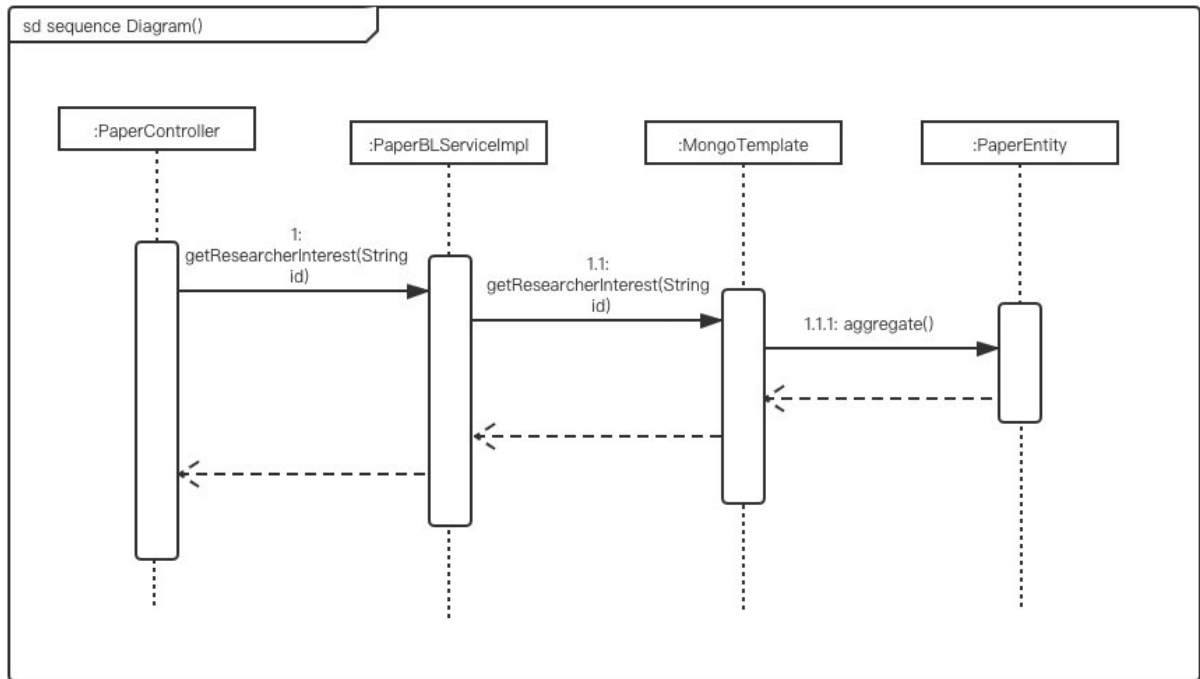 sd sequence Diagram()
:PaperController
:PaperBLServiceImpl
:MongoTemplate
:PaperEntity
1:
getResearcherInterest(String
id)
1.1:
getResearcherInterest(String
id)
1.1.1: aggregate()